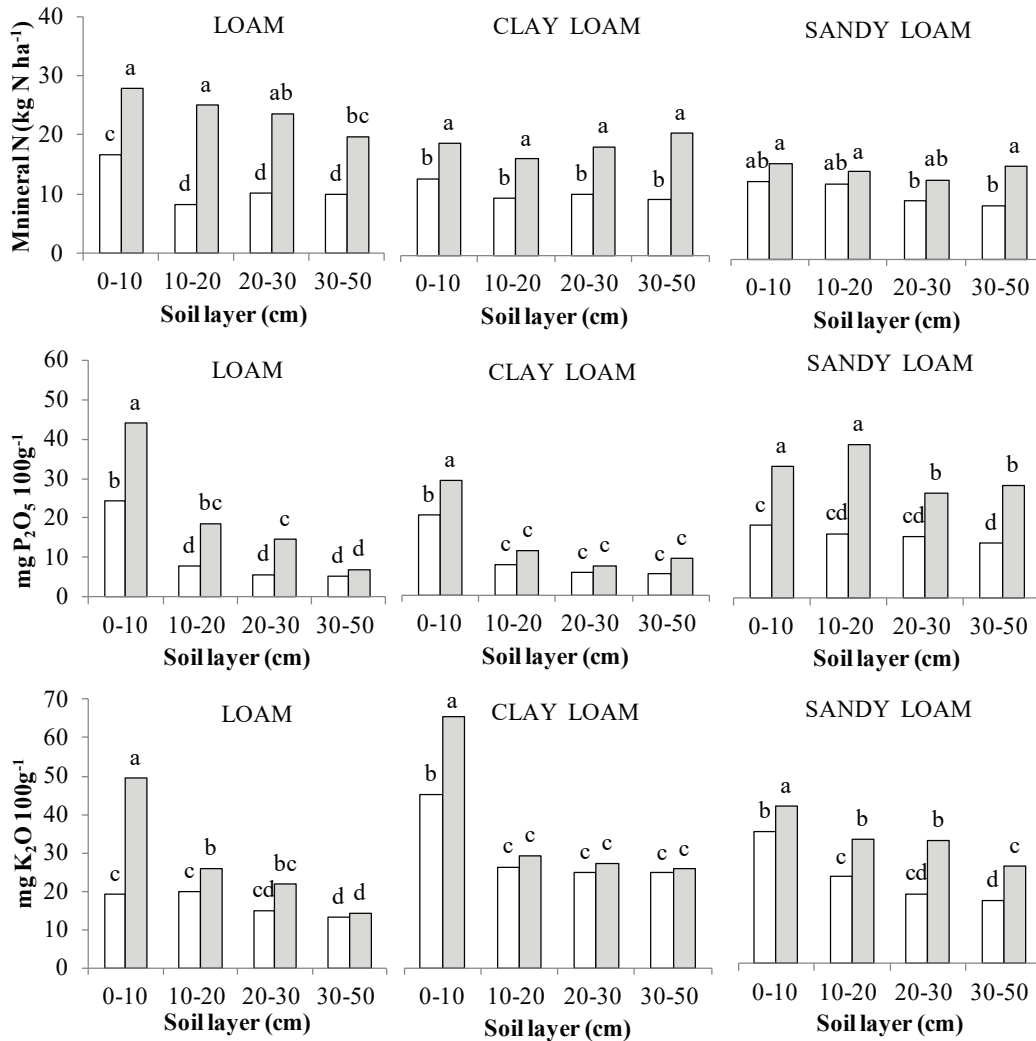 LOAM
CLAY LOAM
SANDY LOAM
Mnineral N (kg N ha⁻¹)
40
30
20
10
0
c a d a d ab d bc
b a b a b a b a
ab a ab a b ab b a
0-10 10-20 20-30 30-50
0-10 10-20 20-30 30-50
0-10 10-20 20-30 30-50
Soil layer (cm)
Soil layer (cm)
Soil layer (cm)
LOAM
CLAY LOAM
SANDY LOAM
mg P₂O₅ 100g⁻¹
60
50
40
30
20
10
0
b a d bc d c d d
b a c c c c c c
c a cd a cd b d b
0-10 10-20 20-30 30-50
0-10 10-20 20-30 30-50
0-10 10-20 20-30 30-50
Soil layer (cm)
Soil layer (cm)
Soil layer (cm)
LOAM
CLAY LOAM
SANDY LOAM
mg K₂O 100g⁻¹
70
60
50
40
30
20
10
0
c a c b cd bc d d
b a c c c c c c
b a c b cd b d c
0-10 10-20 20-30 30-50
0-10 10-20 20-30 30-50
0-10 10-20 20-30 30-50
Soil layer (cm)
Soil layer (cm)
Soil layer (cm)